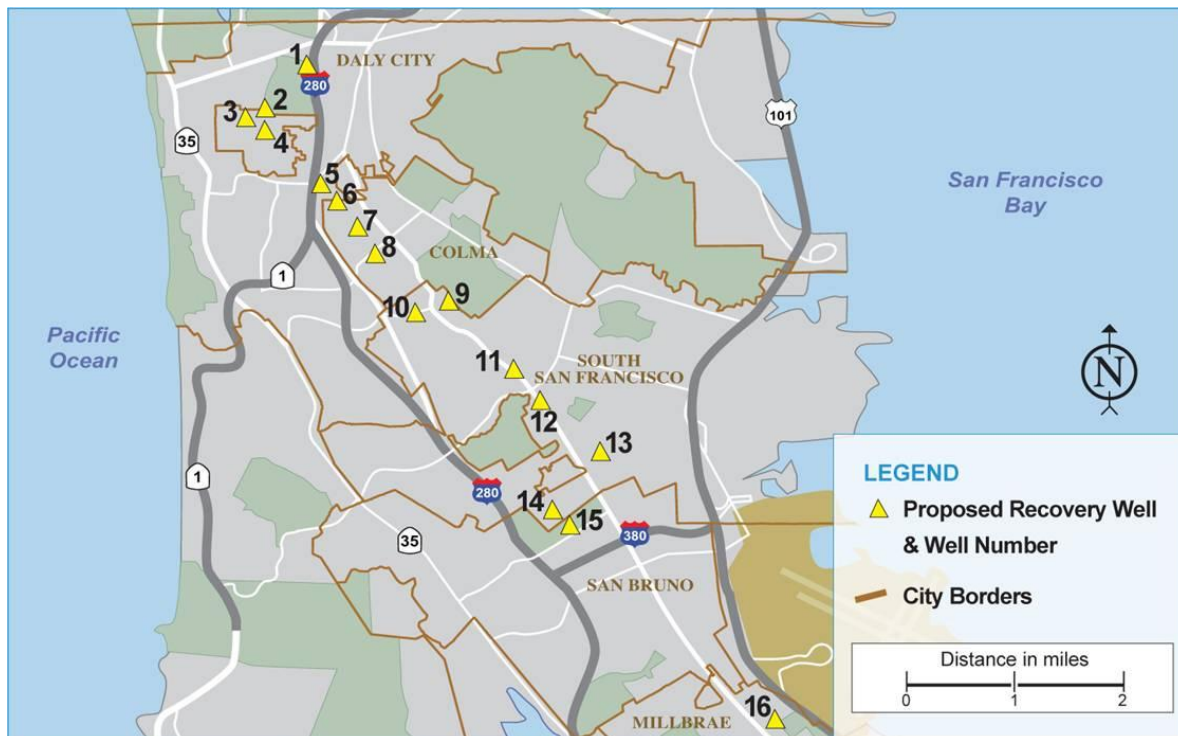 1
DALY CITY
280
101
2
3
4
35
5
6
San Francisco
Bay
7
8
COLMA
1
9
10
Pacific
Ocean
11
SOUTH
SAN FRANCISCO
N
12
13
LEGEND
1
280
Proposed Recovery Well
& Well Number
14
15
35
380
SAN BRUNO
City Borders
Distance in miles
0
1
2
16
MILLBRAE